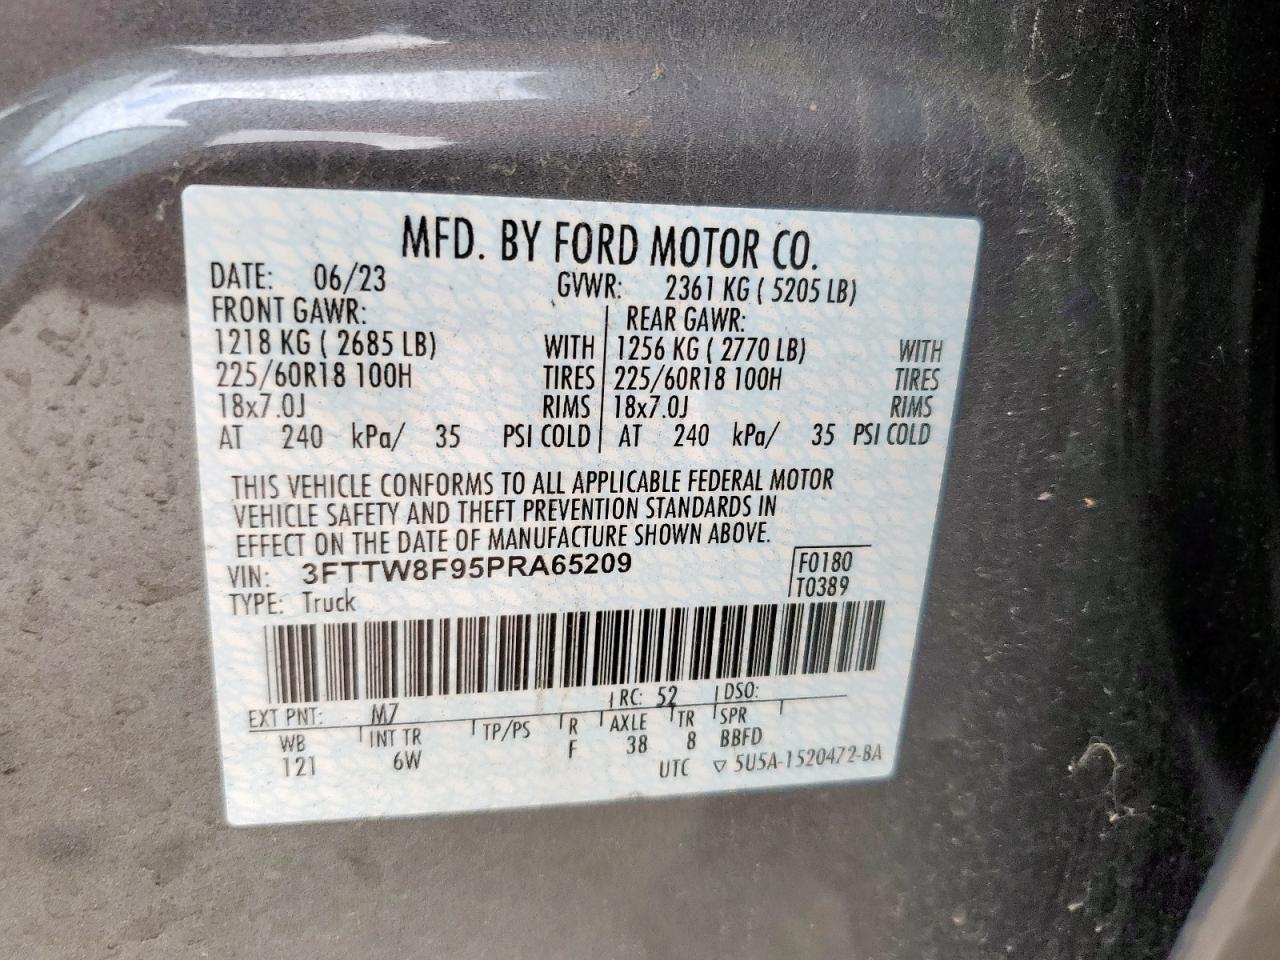 MFD. BY FORD MOTOR CO.
DATE: 06/23 GVWR: 2361 KG ( 5205 LB)
FRONT GAWR: REAR GAWR:
1218 KG ( 2685 LB) WITH 1256 KG ( 2770 LB) WITH
225/60R18 100H TIRES 225/60R18 100H TIRES
18x7.0J RIMS 18x7.0J RIMS
AT 240 kPa/ 35 PSI COLD AT 240 kPa/ 35 PSI COLD
THIS VEHICLE CONFORMS TO ALL APPLICABLE FEDERAL MOTOR
VEHICLE SAFETY AND THEFT PREVENTION STANDARDS IN
EFFECT ON THE DATE OF MANUFACTURE SHOWN ABOVE.
VIN: 3FTTW8F95PRA65209 F0180
TYPE: Truck T0389
EXT PNT: M7 RC: 52 DSO:
WB INT TR TP/PS R AXLE TR SPR
121 6W F 38 8 BBFD
UTC ▽ 5U5A-1520472-BA